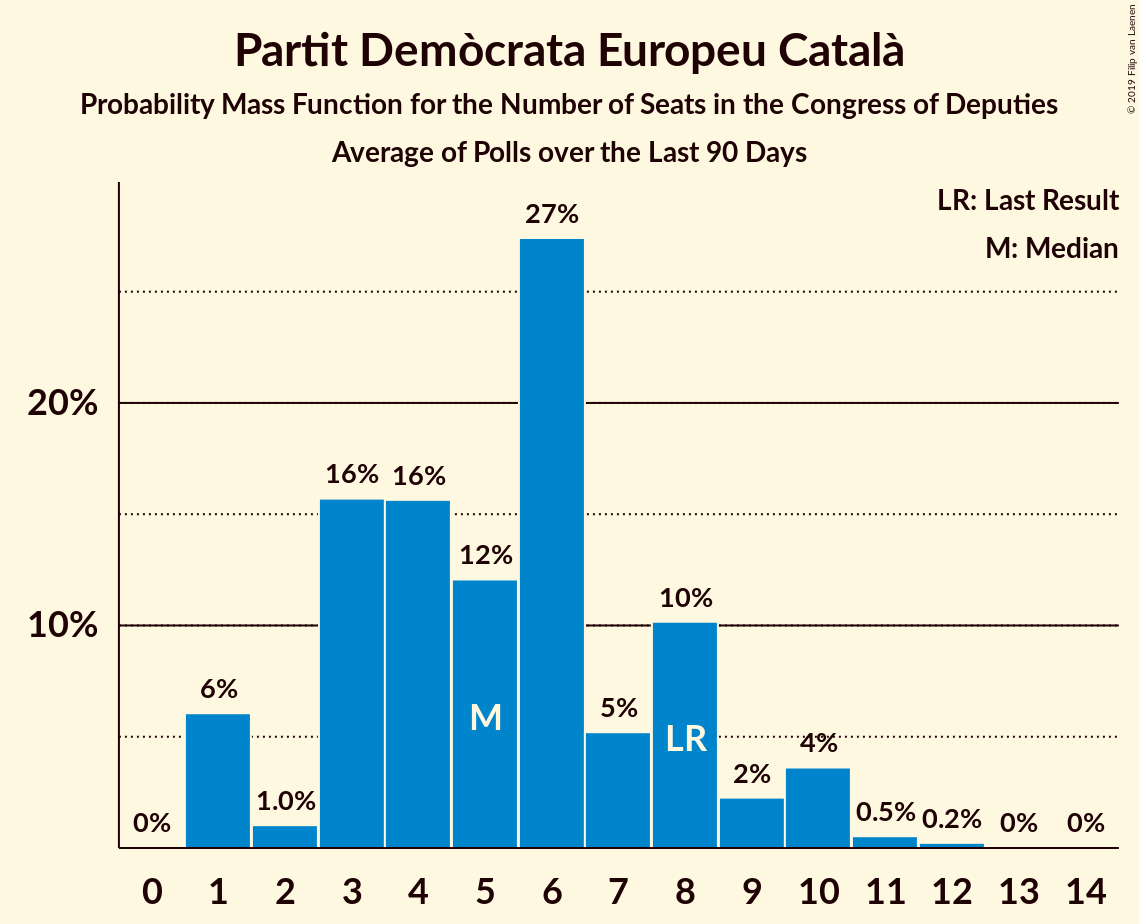 Partit Demòcrata Europeu Català
Probability Mass Function for the Number of Seats in the Congress of Deputies
Average of Polls over the Last 90 Days
© 2019 Filip van Laenen
LR: Last Result
M: Median
27%
20%
16%
16%
12%
10%
10%
6%
5%
M
LR
4%
2%
1.0%
0.5%
0.2%
0%
0%
0%
0 1 2 3 4 5 6 7 8 9 10 11 12 13 14